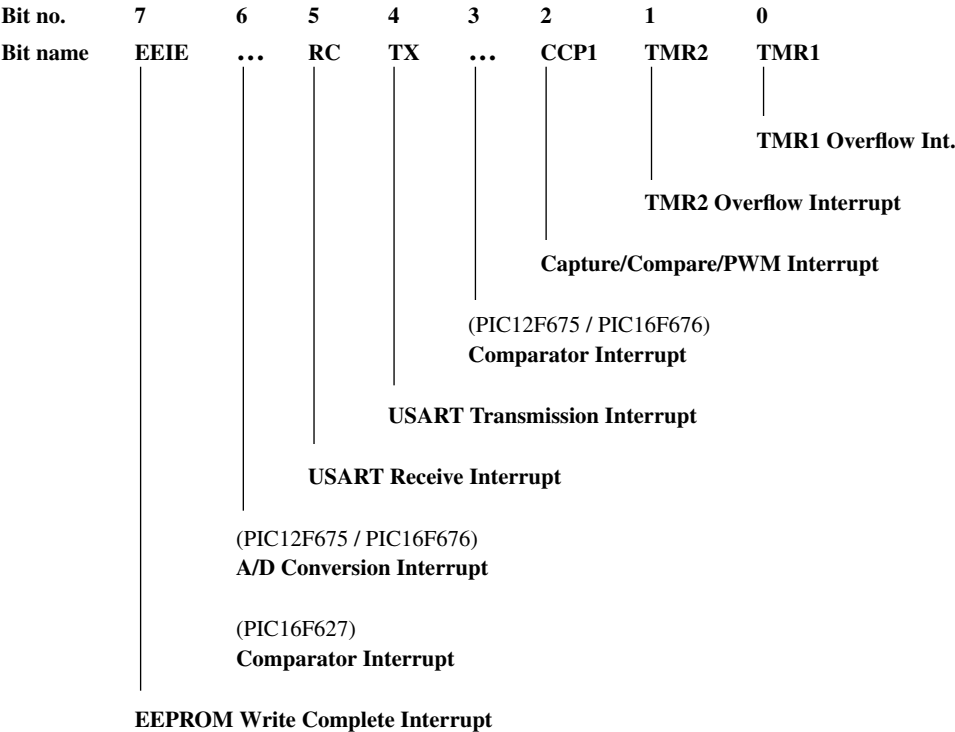 Bit no. 7 6 5 4 3 2 1 0
Bit name EEIE ... RC TX ... CCP1 TMR2 TMR1
TMR1 Overflow Int.
TMR2 Overflow Interrupt
Capture/Compare/PWM Interrupt
(PIC12F675 / PIC16F676)
Comparator Interrupt
USART Transmission Interrupt
USART Receive Interrupt
(PIC12F675 / PIC16F676)
A/D Conversion Interrupt
(PIC16F627)
Comparator Interrupt
EEPROM Write Complete Interrupt